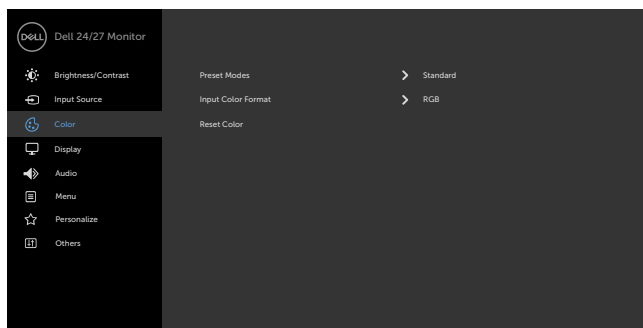 DELL Dell 24/27 Monitor
Brightness/Contrast
Input Source
Color
Display
Audio
Menu
Personalize
Others
Preset Modes Standard
Input Color Format RGB
Reset Color